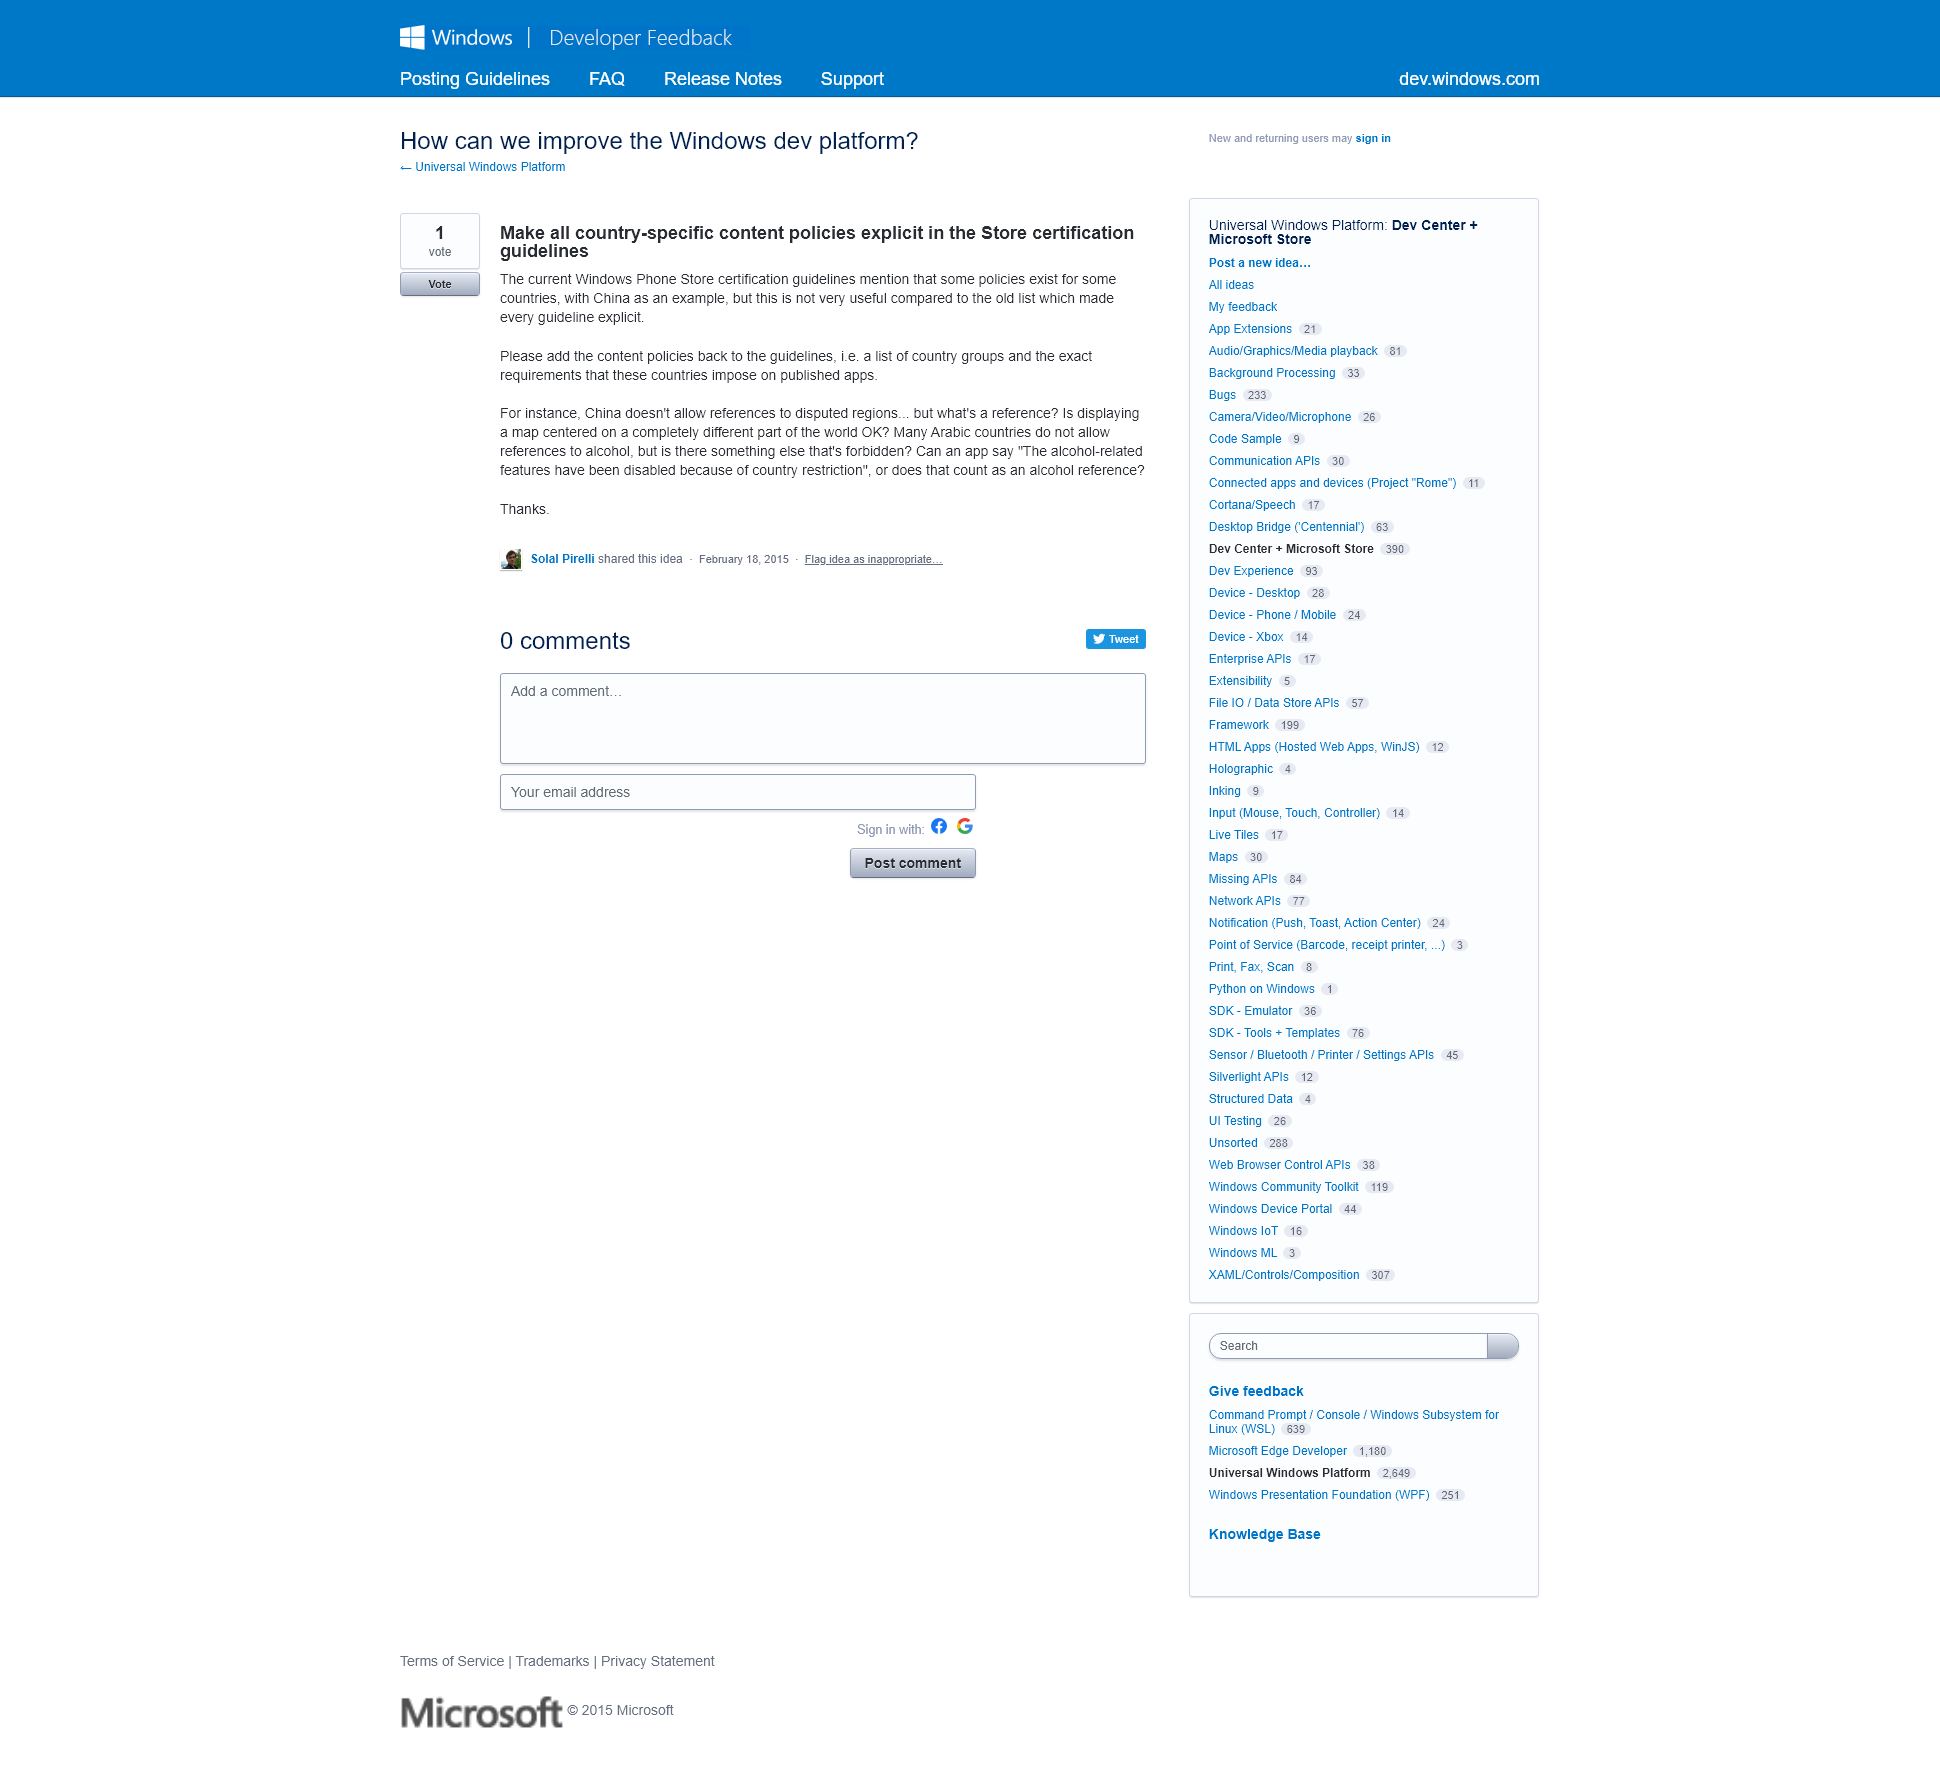 Windows | Developer Feedback
Posting Guidelines FAQ Release Notes Support dev.windows.com
How can we improve the Windows dev platform?
← Universal Windows Platform
New and returning users may sign in
1
vote
Vote
Make all country-specific content policies explicit in the Store certification
guidelines
The current Windows Phone Store certification guidelines mention that some policies exist for some
countries, with China as an example, but this is not very useful compared to the old list which made
every guideline explicit.
Please add the content policies back to the guidelines, i.e. a list of country groups and the exact
requirements that these countries impose on published apps.
For instance, China doesn't allow references to disputed regions... but what's a reference? Is displaying
a map centered on a completely different part of the world OK? Many Arabic countries do not allow
references to alcohol, but is there something else that's forbidden? Can an app say "The alcohol-related
features have been disabled because of country restriction", or does that count as an alcohol reference?
Thanks.
Solal Pirelli shared this idea · February 18, 2015 · Flag idea as inappropriate…
0 comments
Tweet
Add a comment…
Your email address
Sign in with:
Post comment
Universal Windows Platform: Dev Center +
Microsoft Store
Post a new idea…
All ideas
My feedback
App Extensions 21
Audio/Graphics/Media playback 81
Background Processing 33
Bugs 233
Camera/Video/Microphone 26
Code Sample 9
Communication APIs 30
Connected apps and devices (Project "Rome") 11
Cortana/Speech 17
Desktop Bridge ('Centennial') 63
Dev Center + Microsoft Store 390
Dev Experience 93
Device - Desktop 28
Device - Phone / Mobile 24
Device - Xbox 14
Enterprise APIs 17
Extensibility 5
File IO / Data Store APIs 57
Framework 199
HTML Apps (Hosted Web Apps, WinJS) 12
Holographic 4
Inking 9
Input (Mouse, Touch, Controller) 14
Live Tiles 17
Maps 30
Missing APIs 84
Network APIs 77
Notification (Push, Toast, Action Center) 24
Point of Service (Barcode, receipt printer, ...) 3
Print, Fax, Scan 8
Python on Windows 1
SDK - Emulator 36
SDK - Tools + Templates 76
Sensor / Bluetooth / Printer / Settings APIs 45
Silverlight APIs 12
Structured Data 4
UI Testing 26
Unsorted 288
Web Browser Control APIs 38
Windows Community Toolkit 119
Windows Device Portal 44
Windows IoT 16
Windows ML 3
XAML/Controls/Composition 307
Search
Give feedback
Command Prompt / Console / Windows Subsystem for
Linux (WSL) 639
Microsoft Edge Developer 1,180
Universal Windows Platform 2,649
Windows Presentation Foundation (WPF) 251
Knowledge Base
Terms of Service | Trademarks | Privacy Statement
Microsoft © 2015 Microsoft